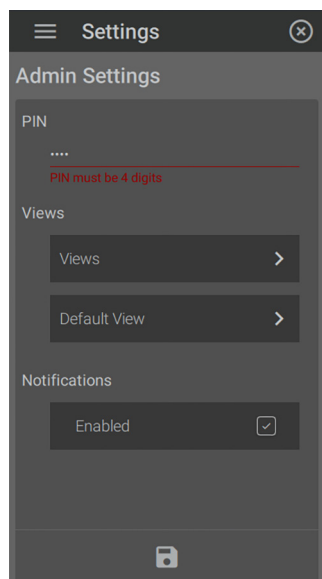 Settings
Admin Settings
PIN
····
PIN must be 4 digits
Views
Views
Default View
Notifications
Enabled